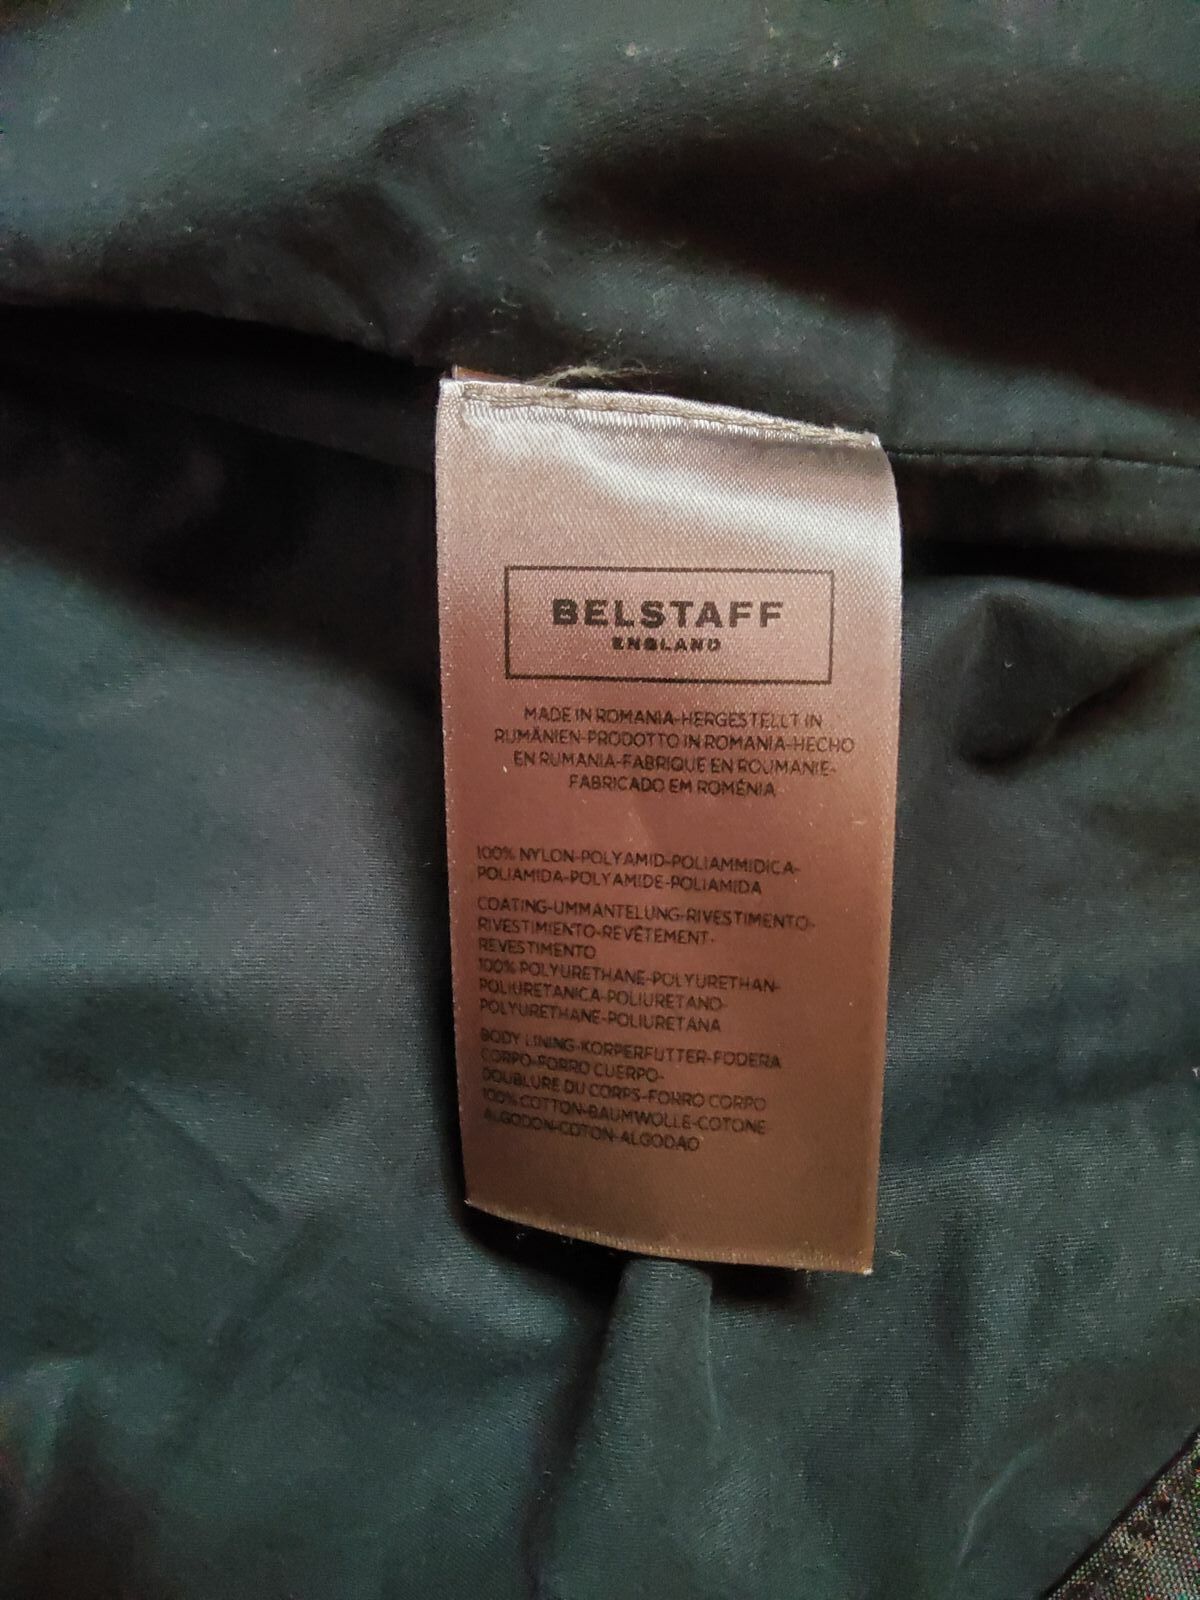 BELSTAFF
ENGLAND
MADE IN ROMANIA-HERGESTELLT IN
RUMÄNIEN-PRODOTTO IN ROMANIA-HECHO
EN RUMANIA-FABRIQUE EN ROUMANIE-
FABRICADO EM ROMÉNIA
100% NYLON-POLYAMID-POLIAMMIDICA-
POLIAMIDA-POLYAMIDE-POLIAMIDA
COATING-UMMANTELUNG-RIVESTIMENTO-
RIVESTIMIENTO-REVÊTEMENT-
REVESTIMENTO
100% POLYURETHANE-POLYURETHAN-
POLIURETANICA-POLIURETANO-
POLYURETHANE-POLIURETANA
BODY LINING-KORPERFUTTER-FODERA
CORPO-FORRO CUERPO-
DOUBLURE DU CORPS-FORRO CORPO
100% COTTON-BAUMWOLLE-COTONE
ALGODON-COTON-ALGODAO